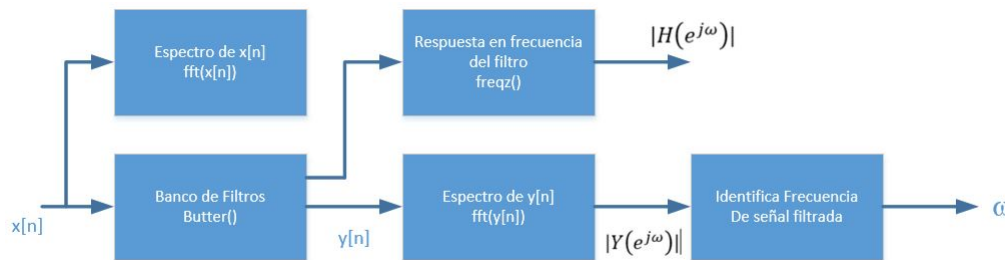 Espectro de x[n]
fft(x[n])
Respuesta en frecuencia
del filtro
freqz()
|H(e^{jω})|
x[n]
Banco de Filtros
Butter()
y[n]
Espectro de y[n]
fft(y[n])
|Y(e^{jω})|
Identifica Frecuencia
De señal filtrada
ω